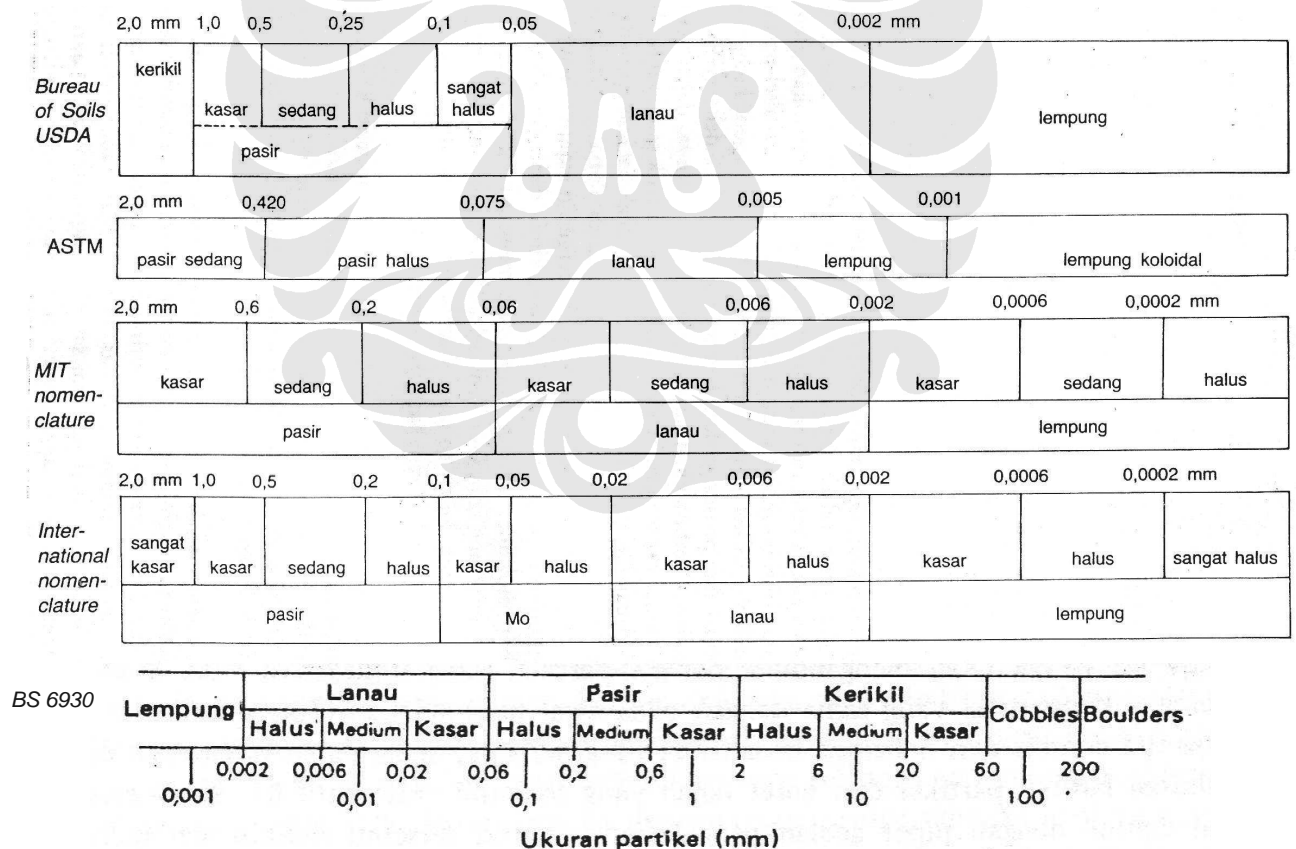 2,0 mm 1,0 0,5 0,25 0,1 0,05 0,002 mm
Bureau
of Soils
USDA
kerikil
kasar sedang halus sangat
halus
pasir
lanau
lempung
2,0 mm 0,420 0,075 0,005 0,001
ASTM
pasir sedang pasir halus lanau lempung lempung koloidal
2,0 mm 0,6 0,2 0,06 0,006 0,002 0,0006 0,0002 mm
MIT
nomen-
clature
kasar sedang halus kasar sedang halus kasar sedang halus
pasir lanau lempung
2,0 mm 1,0 0,5 0,2 0,1 0,05 0,02 0,006 0,002 0,0006 0,0002 mm
Inter-
national
nomen-
clature
sangat
kasar kasar sedang halus kasar halus kasar halus kasar halus sangat halus
pasir Mo lanau lempung
BS 6930
Lempung Lanau Pasir Kerikil Cobbles Boulders
Halus Medium Kasar Halus Medium Kasar Halus Medium Kasar
0,002 0,006 0,02 0,06 0,2 0,6 2 6 20 60 200
0,001 0,01 0,1 1 10 100
Ukuran partikel (mm)